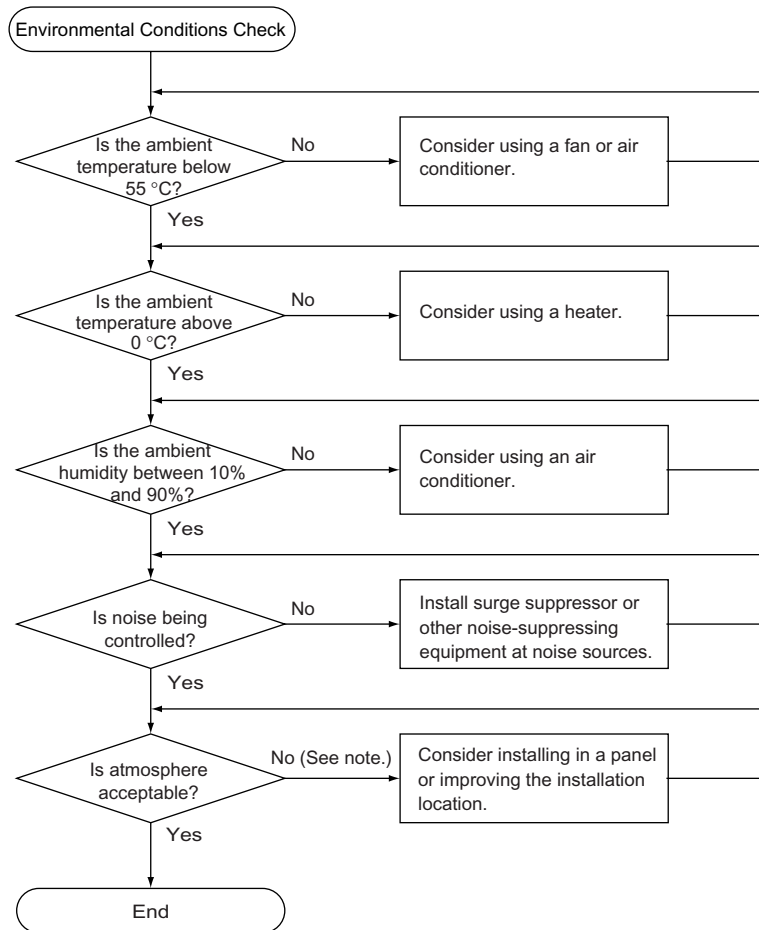 Environmental Conditions Check
Is the ambient
temperature below
55 °C?
No
Consider using a fan or air
conditioner.
Yes
Is the ambient
temperature above
0 °C?
No
Consider using a heater.
Yes
Is the ambient
humidity between 10%
and 90%?
No
Consider using an air
conditioner.
Yes
Is noise being
controlled?
No
Install surge suppressor or
other noise-suppressing
equipment at noise sources.
Yes
Is atmosphere
acceptable?
No (See note.)
Consider installing in a panel
or improving the installation
location.
Yes
End